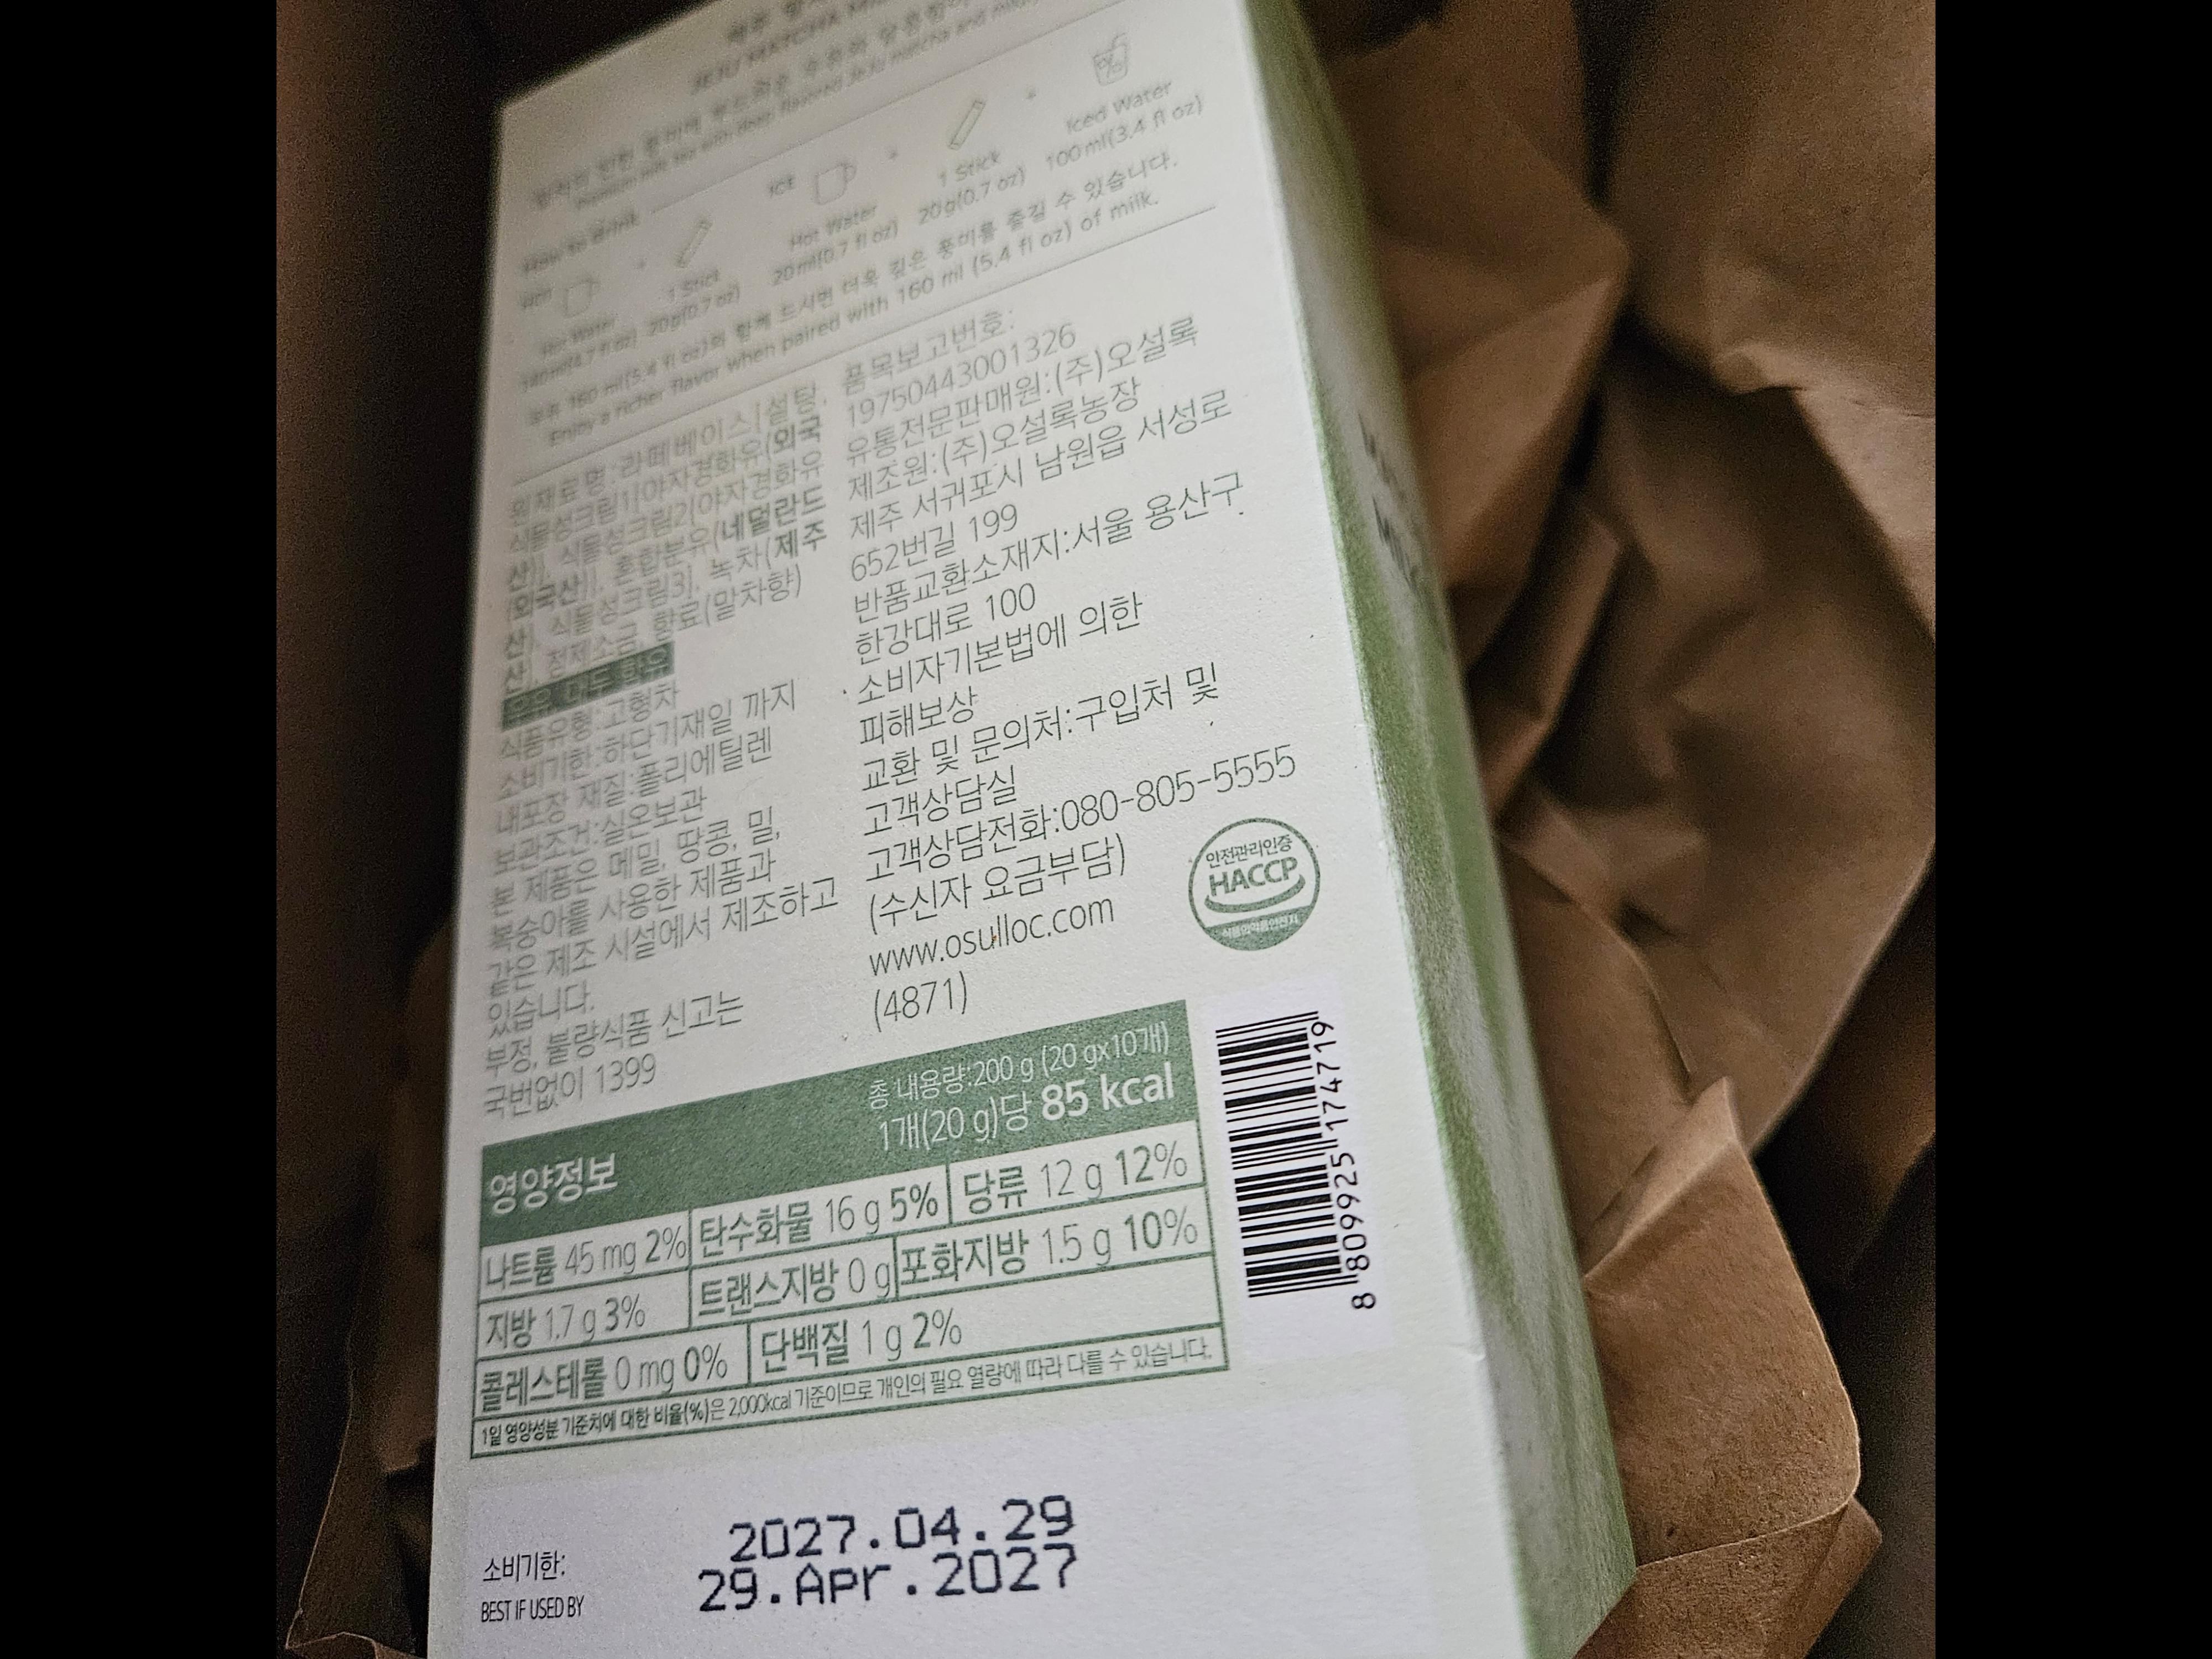 JEJU MATCHA
How to drink
HOT
1 Stick
20g(0.7 oz)
Hot Water
140ml(4.7 fl oz)
ICE
Hot Water
20ml(0.7 fl oz)
1 Stick
20g(0.7 oz)
Iced Water
100ml(3.4 fl oz)
우유 160 ml(5.4 fl oz)와 함께 드시면 더욱 깊은 풍미를 즐길 수 있습니다.
Enjoy a richer flavor when paired with 160 ml (5.4 fl oz) of milk.
원재료명:라떼베이스[설탕,
식물성크림1{야자경화유(외국
산)}, 식물성크림2{야자경화유
(외국산)}, 혼합분유(네덜란드
산), 식물성크림3], 녹차(제주
산), 정제소금, 향료(말차향)
우유, 대두 함유
식품유형:고형차
소비기한:하단기재일 까지
내포장 재질:폴리에틸렌
보관조건:실온보관
본 제품은 메밀, 땅콩, 밀,
복숭아를 사용한 제품과
같은 제조 시설에서 제조하고
있습니다.
부정, 불량식품 신고는
국번없이 1399
품목보고번호:
19750443001326
유통전문판매원:(주)오설록
제조원:(주)오설록농장
제주 서귀포시 남원읍 서성로
652번길 199
반품교환소재지:서울 용산구
한강대로 100
소비자기본법에 의한
피해보상
교환 및 문의처:구입처 및
고객상담실
고객상담전화:080-805-5555
(수신자 요금부담)
www.osulloc.com
(4871)
안전관리인증
HACCP
식품의약품안전처
영양정보
총 내용량:200 g (20 gx10개)
1개(20 g)당 85 kcal
나트륨 45 mg 2% 탄수화물 16 g 5% 당류 12 g 12%
지방 1.7 g 3% 트랜스지방 0 g 포화지방 1.5 g 10%
콜레스테롤 0 mg 0% 단백질 1 g 2%
1일 영양성분 기준치에 대한 비율(%)은 2,000kcal 기준이므로 개인의 필요 열량에 따라 다를 수 있습니다.
8 809925 174719
소비기한:
BEST IF USED BY
2027.04.29
29.Apr.2027